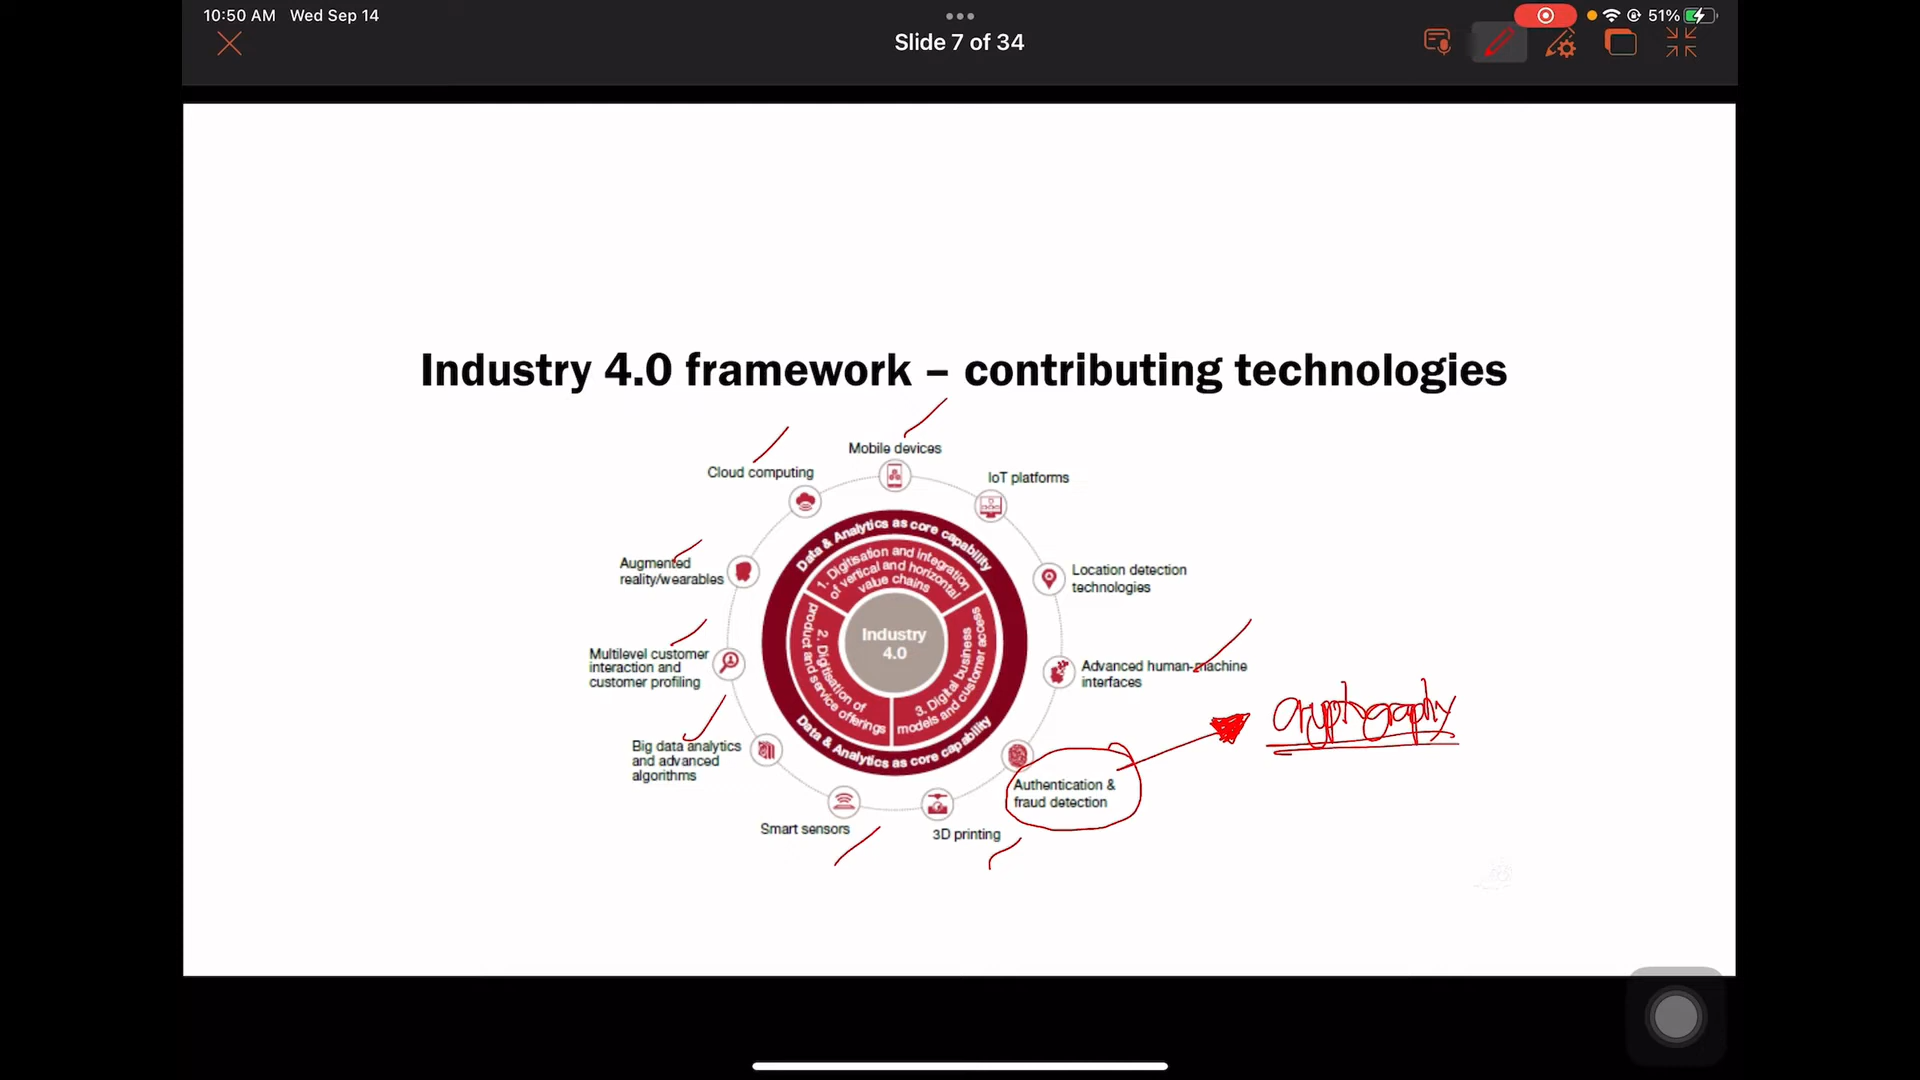 10:50 AM Wed Sep 14
51%
Slide 7 of 34
Industry 4.0 framework – contributing technologies
Mobile devices
Cloud computing
IoT platforms
Augmented
reality/wearables
Location detection
technologies
Multilevel customer
interaction and
customer profiling
Advanced human-machine
interfaces
Big data analytics
and advanced
algorithms
Authentication &
fraud detection
Smart sensors
3D printing
Data & Analytics as core capability
1. Digitisation and integration
of vertical and horizontal
value chains
2. Digitisation of
product and service offerings
3. Digital business
models and customer access
Data & Analytics as core capability
Industry
4.0
cryptography